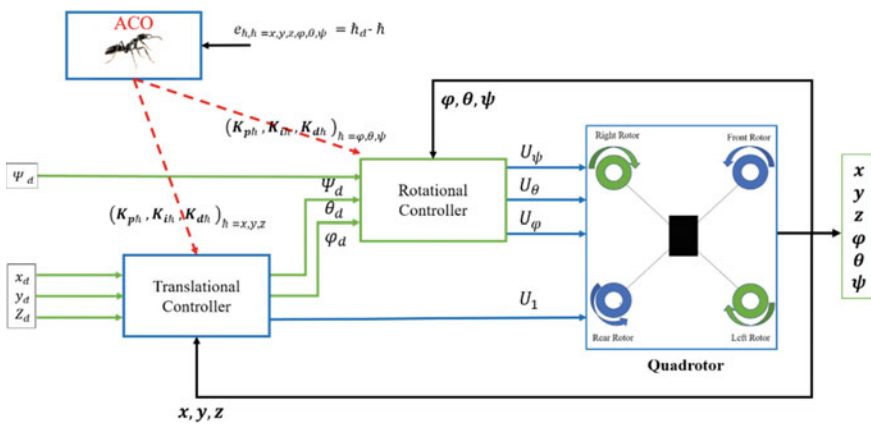 ACO
e_{ħ,ħ=x,y,z,φ,θ,ψ} = ħ_d - ħ
φ, θ, ψ
(K_{pħ}, K_{iħ}, K_{dħ})_{ħ=φ,θ,ψ}
Right Rotor
Front Rotor
Ψ_d
Rotational
Controller
U_ψ
U_θ
U_φ
x
y
z
φ
θ
ψ
Ψ_d
θ_d
φ_d
(K_{pħ}, K_{iħ}, K_{dħ})_{ħ=x,y,z}
x_d
y_d
Z_d
Translational
Controller
U_1
Rear Rotor
Left Rotor
Quadrotor
x, y, z